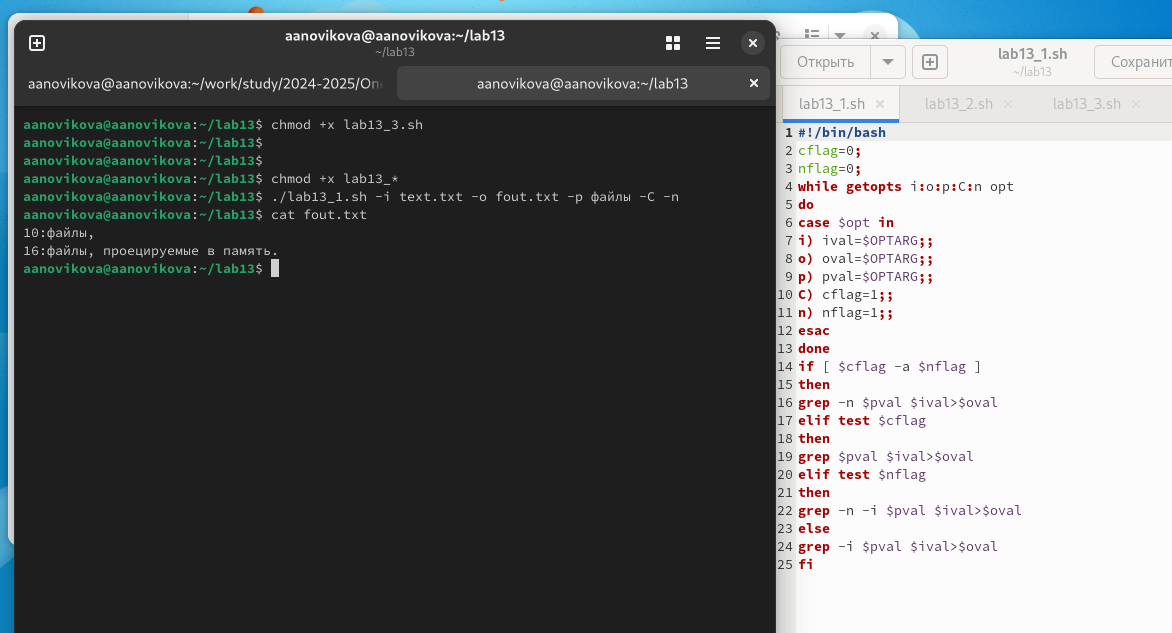 aanovikova@aanovikova:~/lab13
~/lab13
aanovikova@aanovikova:~/work/study/2024-2025/
aanovikova@aanovikova:~/lab13
aanovikova@aanovikova:~/lab13$ chmod +x lab13_3.sh
aanovikova@aanovikova:~/lab13$
aanovikova@aanovikova:~/lab13$
aanovikova@aanovikova:~/lab13$ chmod +x lab13_*
aanovikova@aanovikova:~/lab13$ ./lab13_1.sh -i text.txt -o fout.txt -p файлы -C -n
aanovikova@aanovikova:~/lab13$ cat fout.txt
10:файлы,
16:файлы, проецируемые в память.
aanovikova@aanovikova:~/lab13$
Открыть
lab13_1.sh
~/lab13
Сохранит
lab13_1.sh
lab13_2.sh
lab13_3.sh
1 #!/bin/bash
2 cflag=0;
3 nflag=0;
4 while getopts i:o:p:C:n opt
5 do
6 case $opt in
7 i) ival=$OPTARG;;
8 o) oval=$OPTARG;;
9 p) pval=$OPTARG;;
10 C) cflag=1;;
11 n) nflag=1;;
12 esac
13 done
14 if [ $cflag -a $nflag ]
15 then
16 grep -n $pval $ival>$oval
17 elif test $cflag
18 then
19 grep $pval $ival>$oval
20 elif test $nflag
21 then
22 grep -n -i $pval $ival>$oval
23 else
24 grep -i $pval $ival>$oval
25 fi